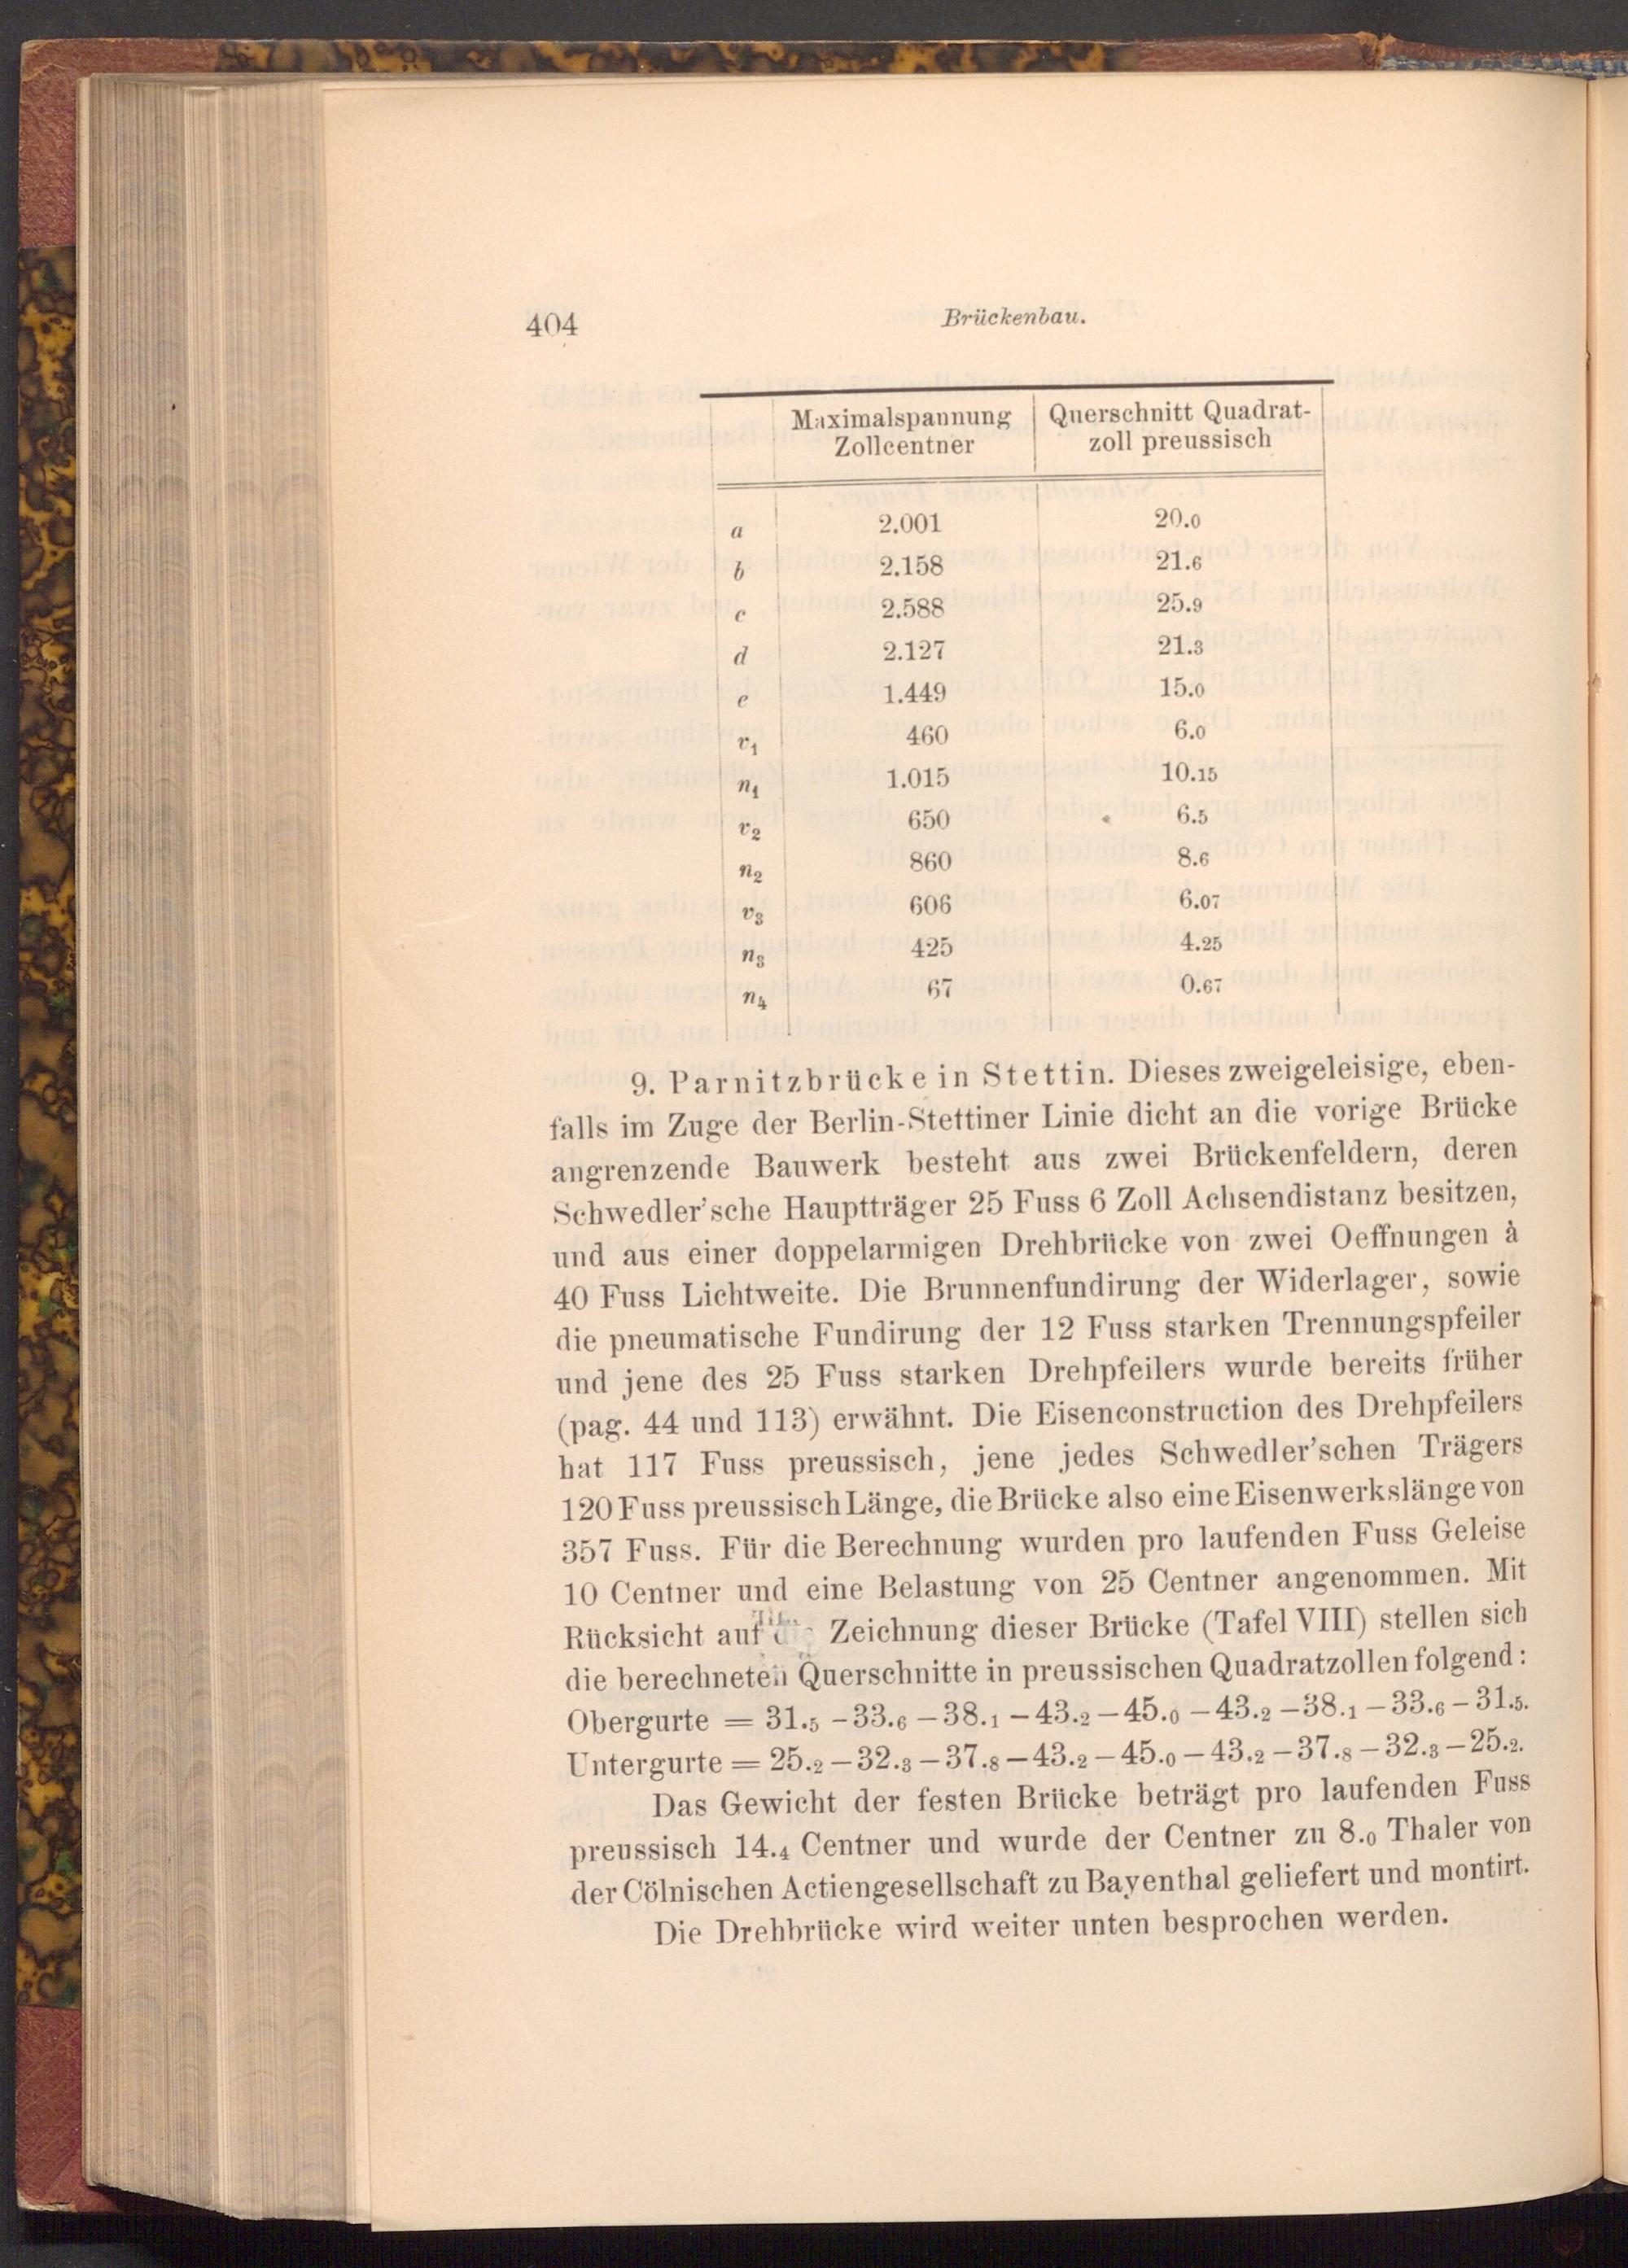 404
Brückenbau.
Maximalspannung Zollcentner | Querschnitt Quadrat-zoll preussisch
a 2.001 20.0
b 2.158 21.6
c 2.588 25.9
d 2.127 21.3
e 1.449 15.0
v1 460 6.0
n1 1.015 10.15
v2 650 6.5
n2 860 8.6
v3 606 6.07
n3 425 4.25
n4 67 0.67
9. Parnitzbrücke in Stettin. Dieses zweigeleisige, eben-
falls im Zuge der Berlin-Stettiner Linie dicht an die vorige Brücke
angrenzende Bauwerk besteht aus zwei Brückenfeldern, deren
Schwedler'sche Hauptträger 25 Fuss 6 Zoll Achsendistanz besitzen,
und aus einer doppelarmigen Drehbrücke von zwei Oeffnungen à
40 Fuss Lichtweite. Die Brunnenfundirung der Widerlager, sowie
die pneumatische Fundirung der 12 Fuss starken Trennungspfeiler
und jene des 25 Fuss starken Drehpfeilers wurde bereits früher
(pag. 44 und 113) erwähnt. Die Eisenconstruction des Drehpfeilers
hat 117 Fuss preussisch, jene jedes Schwedler'schen Trägers
120 Fuss preussisch Länge, die Brücke also eine Eisenwerkslänge von
357 Fuss. Für die Berechnung wurden pro laufenden Fuss Geleise
10 Centner und eine Belastung von 25 Centner angenommen. Mit
Rücksicht auf die Zeichnung dieser Brücke (Tafel VIII) stellen sich
die berechneten Querschnitte in preussischen Quadratzollen folgend:
Obergurte = 31.5 – 33.6 – 38.1 – 43.2 – 45.0 – 43.2 – 38.1 – 33.6 – 31.5.
Untergurte = 25.2 – 32.3 – 37.8 – 43.2 – 45.0 – 43.2 – 37.8 – 32.3 – 25.2.
Das Gewicht der festen Brücke beträgt pro laufenden Fuss
preussisch 14.4 Centner und wurde der Centner zu 8.0 Thaler von
der Cölnischen Actiengesellschaft zu Bayenthal geliefert und montirt.
Die Drehbrücke wird weiter unten besprochen werden.